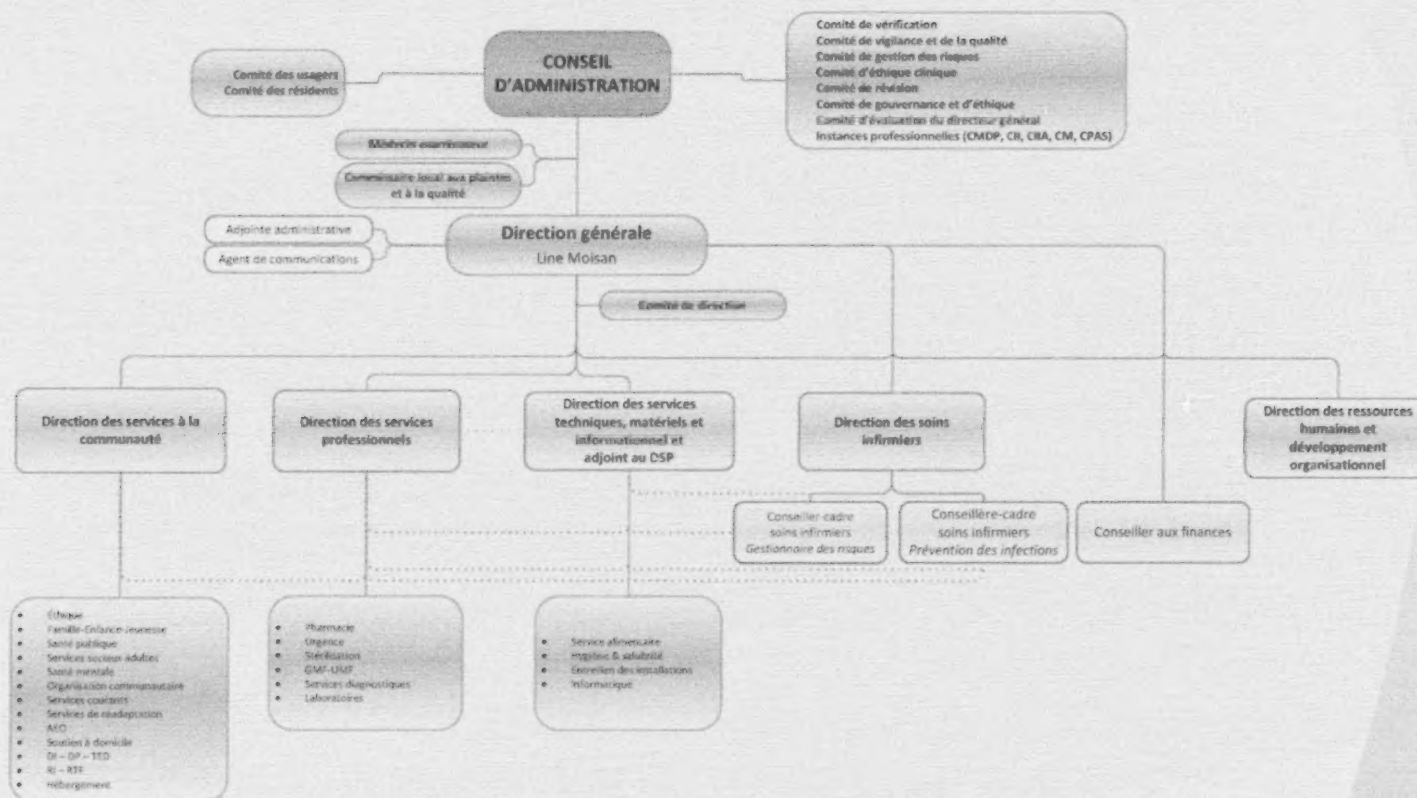 Comité des usagers
Comité des résidents
CONSEIL
D'ADMINISTRATION
Comité de vérification
Comité de vigilance et de la qualité
Comité de gestion des risques
Comité d'éthique clinique
Comité de révision
Comité de gouvernance et d'éthique
Comité d'évaluation du directeur général
Instances professionnelles (CMDP, CII, CIIA, CM, CPAS)
Médecin examinateur
Commissaire local aux plaintes
et à la qualité
Adjointe administrative
Agent de communications
Direction générale
Line Moisan
Comité de direction
Direction des services à la
communauté
Direction des services
professionnels
Direction des services
techniques, matériels et
informationnel et
adjoint au DSP
Direction des soins
infirmiers
Direction des ressources
humaines et
développement
organisationnel
Conseiller-cadre
soins infirmiers
Gestionnaire des risques
Conseillère-cadre
soins infirmiers
Prévention des infections
Conseiller aux finances
• Éthique
• Famille-Enfance-Jeunesse
• Santé publique
• Services sociaux adultes
• Santé mentale
• Organisation communautaire
• Services courants
• Services de réadaptation
• AEO
• Soutien à domicile
• DI – DP – TED
• RI – RTF
• Hébergement
• Pharmacie
• Urgence
• Stérilisation
• GMF-UMF
• Services diagnostiques
• Laboratoires
• Service alimentaire
• Hygiène & salubrité
• Entretien des installations
• Informatique